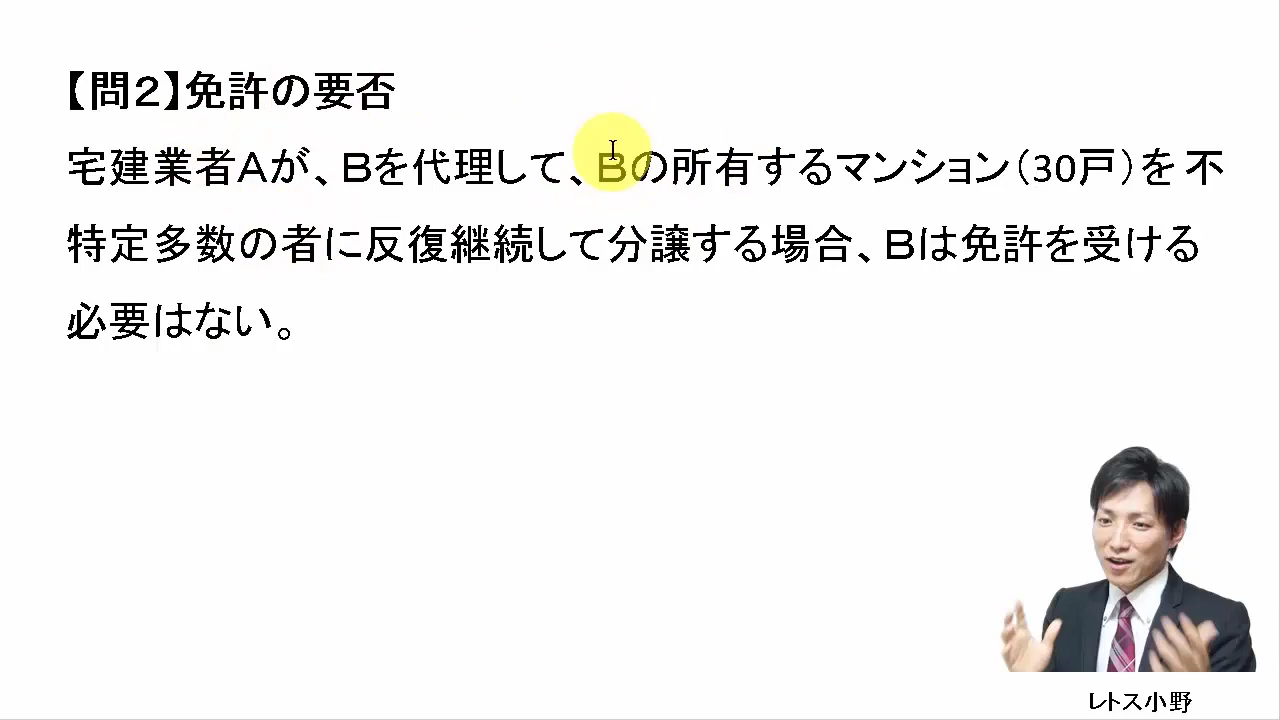 【問２】免許の要否
宅建業者Ａが、Ｂを代理して、Ｂの所有するマンション（30戸）を不
特定多数の者に反復継続して分譲する場合、Ｂは免許を受ける
必要はない。
レトス小野